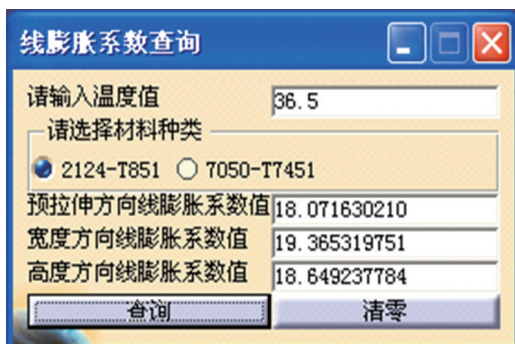 线膨胀系数查询
请输入温度值 36.5
请选择材料种类
2124-T851 7050-T7451
预拉伸方向线膨胀系数值 18.071630210
宽度方向线膨胀系数值 19.365319751
高度方向线膨胀系数值 18.649237784
查询 清零